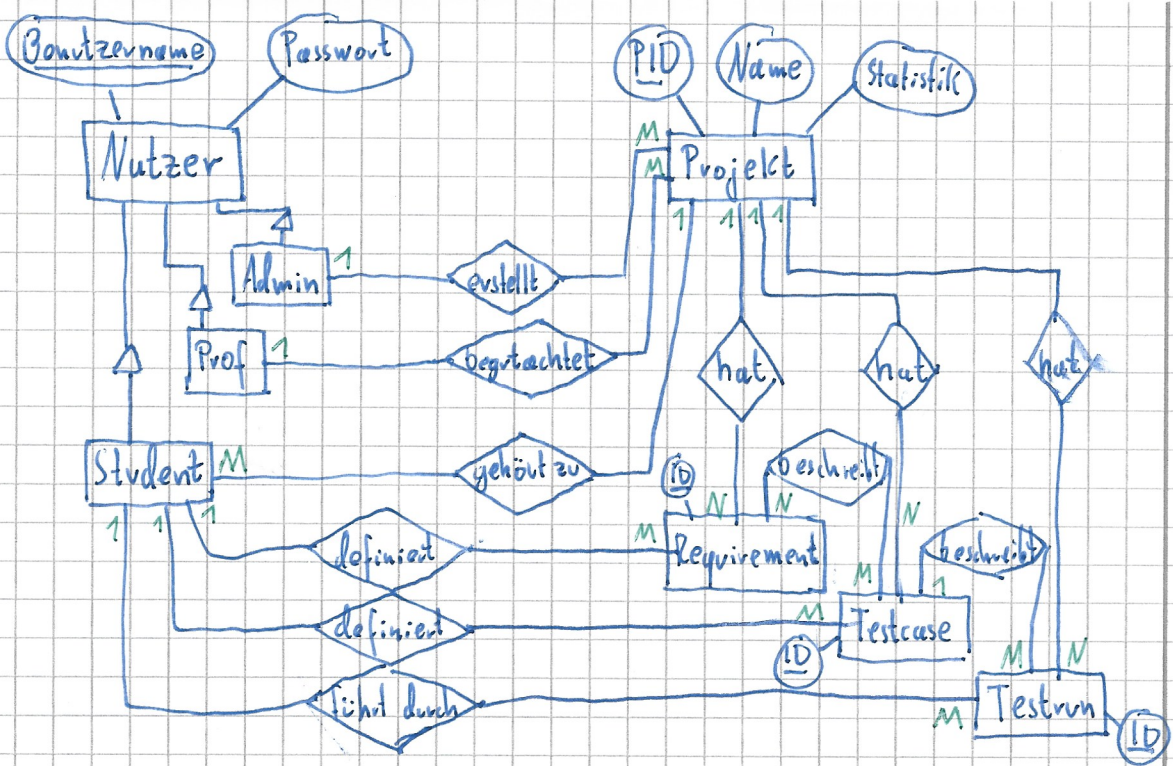 Benutzername
Passwort
PID
Name
Statistik
Nutzer
M
M
Projekt
1
1
1
1
Admin
1
erstellt
Prof
1
begutachtet
hat
hat
hat
Student
M
gehört zu
ID
beschreibt
N
N
N
1
1
1
definiert
M
Requirement
beschreibt
M
1
definiert
M
Testcase
ID
M
N
führt durch
M
Testrun
ID